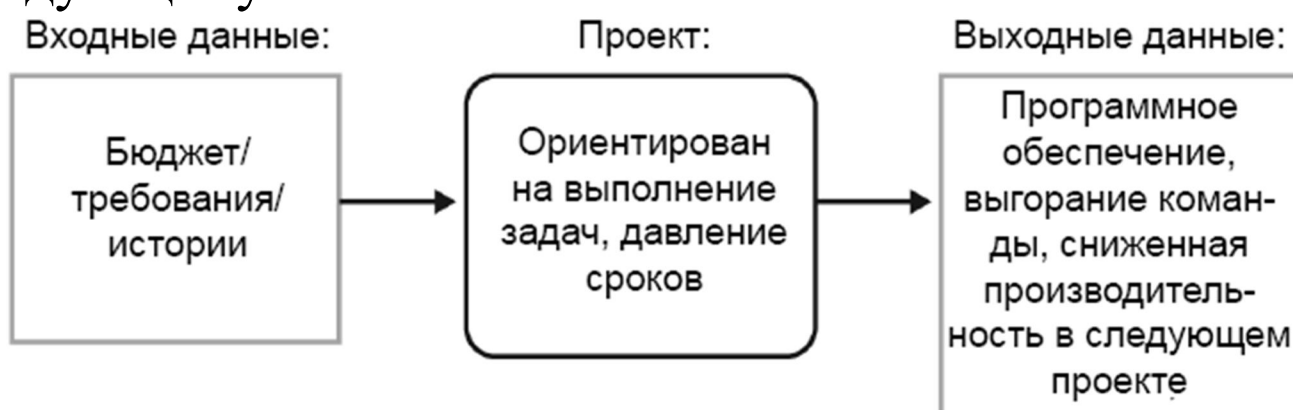 Входные данные:
Бюджет/
требования/
истории
Проект:
Ориентирован
на выполнение
задач, давление
сроков
Выходные данные:
Программное
обеспечение,
выгорание коман-
ды, сниженная
производитель-
ность в следующем
проекте